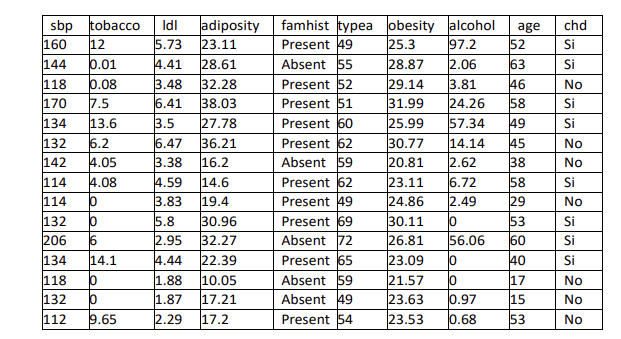 sbp tobacco ldl adiposity famhist typea obesity alcohol age chd
160 12 5.73 23.11 Present 49 25.3 97.2 52 Si
144 0.01 4.41 28.61 Absent 55 28.87 2.06 63 Si
118 0.08 3.48 32.28 Present 52 29.14 3.81 46 No
170 7.5 6.41 38.03 Present 51 31.99 24.26 58 Si
134 13.6 3.5 27.78 Present 60 25.99 57.34 49 Si
132 6.2 6.47 36.21 Present 62 30.77 14.14 45 No
142 4.05 3.38 16.2 Absent 59 20.81 2.62 38 No
114 4.08 4.59 14.6 Present 62 23.11 6.72 58 Si
114 0 3.83 19.4 Present 49 24.86 2.49 29 No
132 0 5.8 30.96 Present 69 30.11 0 53 Si
206 6 2.95 32.27 Absent 72 26.81 56.06 60 Si
134 14.1 4.44 22.39 Present 65 23.09 0 40 Si
118 0 1.88 10.05 Absent 59 21.57 0 17 No
132 0 1.87 17.21 Absent 49 23.63 0.97 15 No
112 9.65 2.29 17.2 Present 54 23.53 0.68 53 No